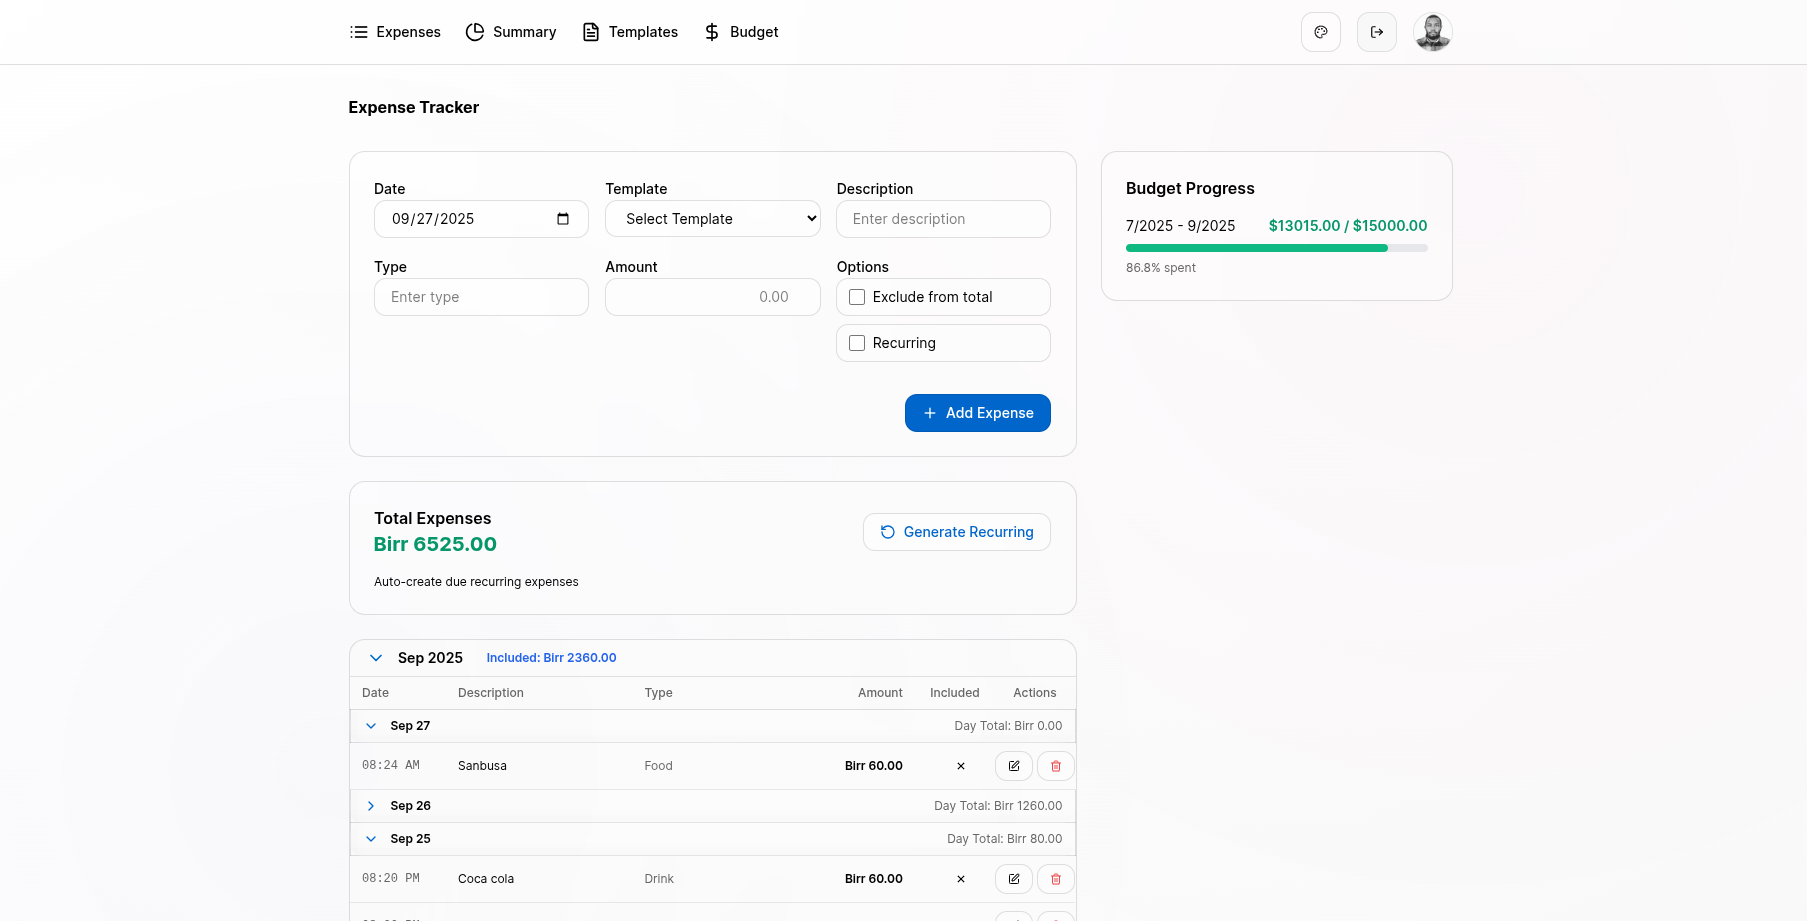 Expenses Summary Templates Budget
Expense Tracker
Date Template Description
09/27/2025 Select Template Enter description
Type Amount Options
Enter type 0.00 Exclude from total
Recurring
+ Add Expense
Budget Progress
7/2025 - 9/2025 $13015.00 / $15000.00
86.8% spent
Total Expenses
Birr 6525.00
Generate Recurring
Auto-create due recurring expenses
Sep 2025 Included: Birr 2360.00
Date Description Type Amount Included Actions
Sep 27 Day Total: Birr 0.00
08:24 AM Sanbusa Food Birr 60.00 ×
Sep 26 Day Total: Birr 1260.00
Sep 25 Day Total: Birr 80.00
08:20 PM Coca cola Drink Birr 60.00 ×